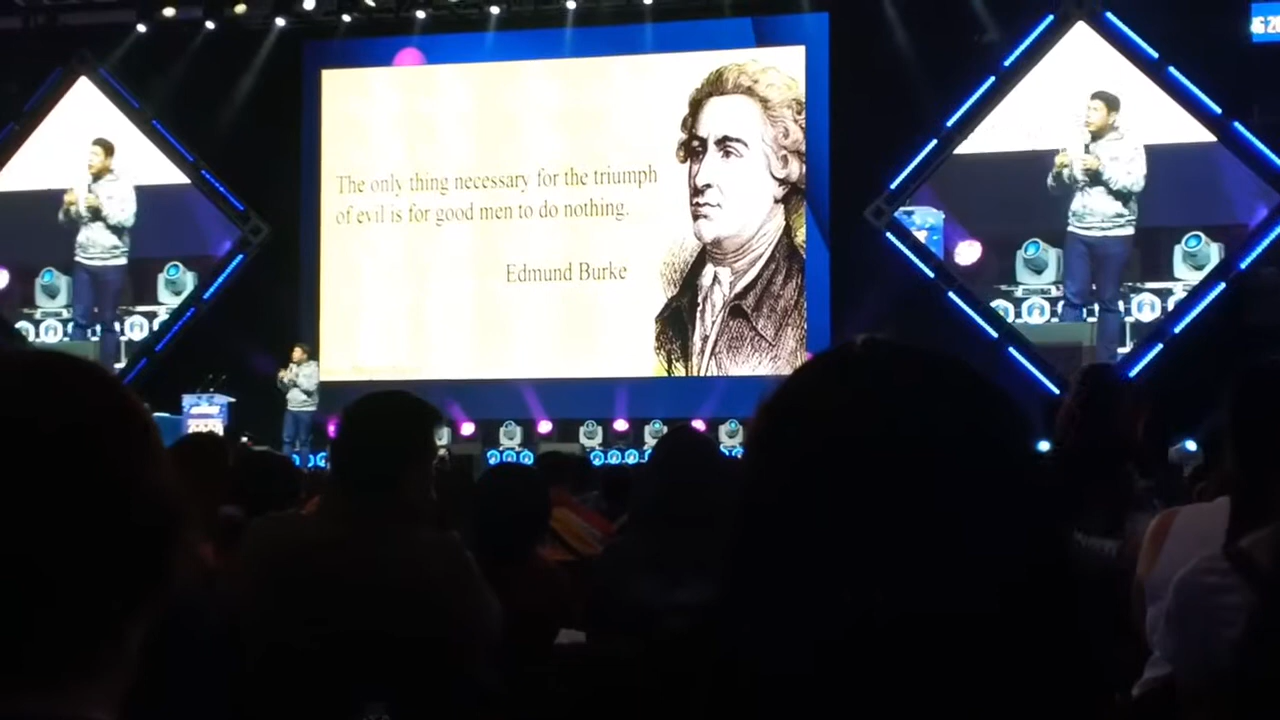 The only thing necessary for the triumph
of evil is for good men to do nothing.
Edmund Burke